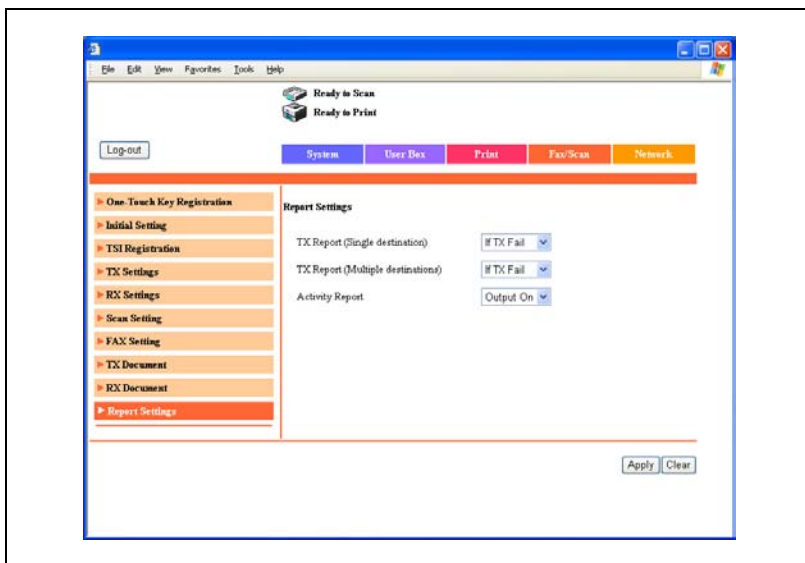 File Edit View Favorites Tools Help
Ready to Scan
Ready to Print
Log-out
System User Box Print Fax/Scan Network
One-Touch Key Registration
Initial Setting
TSI Registration
TX Settings
RX Settings
Scan Setting
FAX Setting
TX Document
RX Document
Report Settings
Report Settings
TX Report (Single destination) If TX Fail
TX Report (Multiple destinations) If TX Fail
Activity Report Output On
Apply Clear